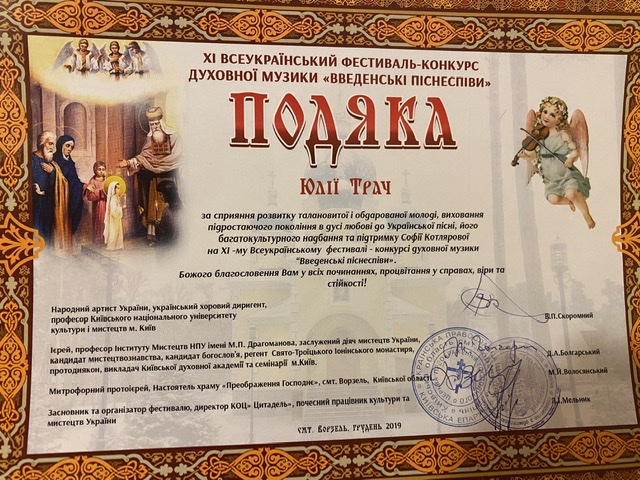 XI ВСЕУКРАЇНСЬКИЙ ФЕСТИВАЛЬ-КОНКУРС
ДУХОВНОЇ МУЗИКИ «ВВЕДЕНСЬКІ ПІСНЕСПІВИ»
ПОДЯКА
Юлії Трач
за сприяння розвитку талановитої і обдарованої молоді, виховання
підростаючого покоління в дусі любові до Української пісні, його
багатокультурного надбання та підтримку Софії Котлярової
на XI -му Всеукраїнському фестивалі - конкурсі духовної музики
"Введенські піснеспіви».
Божого благословення Вам у всіх починаннях, процвітання у справах, віри та
стійкості!
Народний артист України, український хоровий диригент,
професор Київського національного університету
культури і мистецтв м. Київ
В.П.Скоромний
Ієрей, професор Інституту Мистецтв НПУ імені М.П. Драгоманова, заслужений діяч мистецтв України,
кандидат мистецтвознавства, кандидат богослов'я, регент Свято-Троїцького Іонінського монастиря,
протодиякон, викладач Київської духовної академії та семінарії м.Київ.
Д.А.Болгарський
Митрофорний протоієрей, Настоятель храму «Преображення Господнє», смт. Ворзель, Київської області
М.Й.Волосянський
Засновник та організатор фестивалю, директор КОЦ» Цитадель», почесний працівник культури та
мистецтв України
Л.І.Мельник
смт. Ворзель, грудень 2019